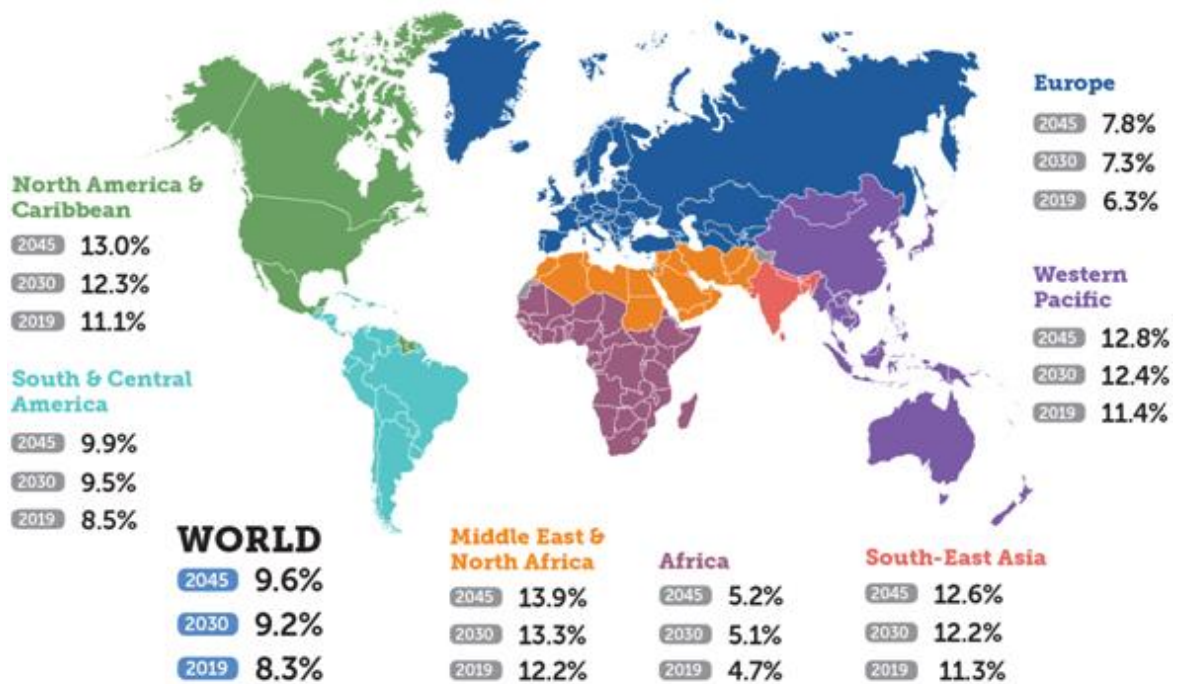 North America &
Caribbean
2045 13.0%
2030 12.3%
2019 11.1%
South & Central
America
2045 9.9%
2030 9.5%
2019 8.5%
WORLD
2045 9.6%
2030 9.2%
2019 8.3%
Middle East &
North Africa
2045 13.9%
2030 13.3%
2019 12.2%
Africa
2045 5.2%
2030 5.1%
2019 4.7%
South-East Asia
2045 12.6%
2030 12.2%
2019 11.3%
Europe
2045 7.8%
2030 7.3%
2019 6.3%
Western
Pacific
2045 12.8%
2030 12.4%
2019 11.4%